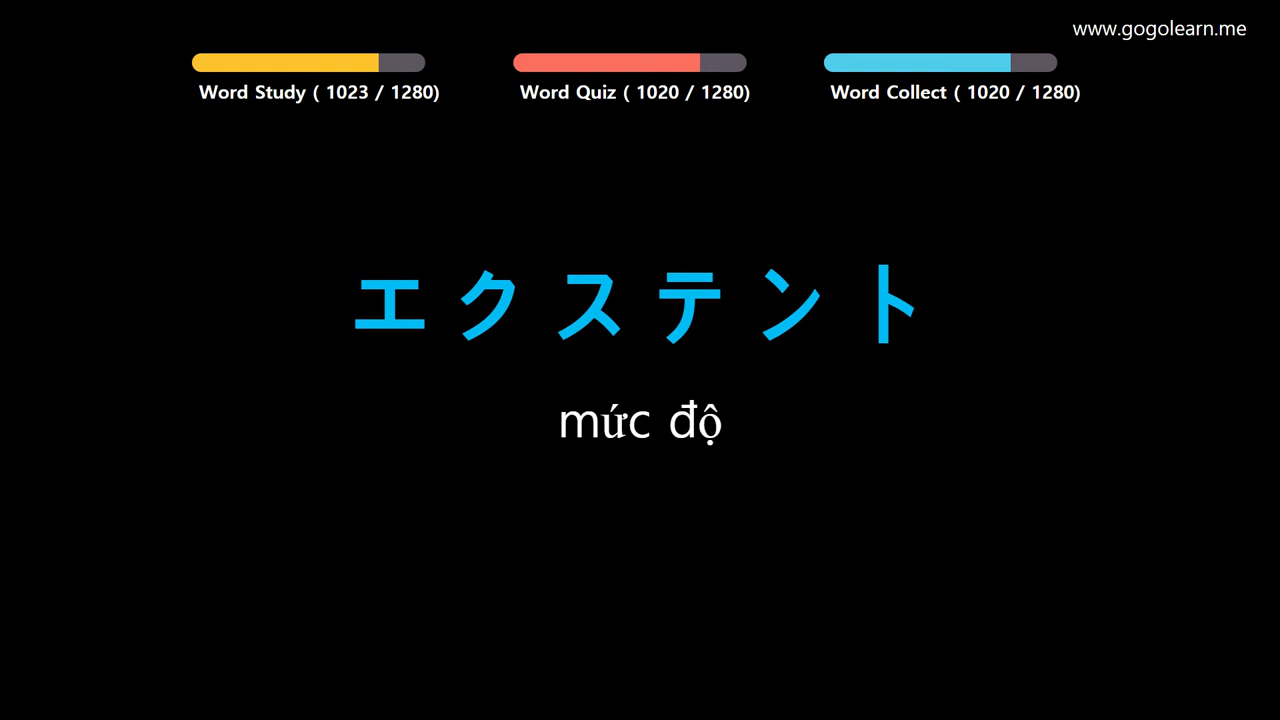 www.gogolearn.me
Word Study ( 1023 / 1280)
Word Quiz ( 1020 / 1280)
Word Collect ( 1020 / 1280)
エクステント
mức độ